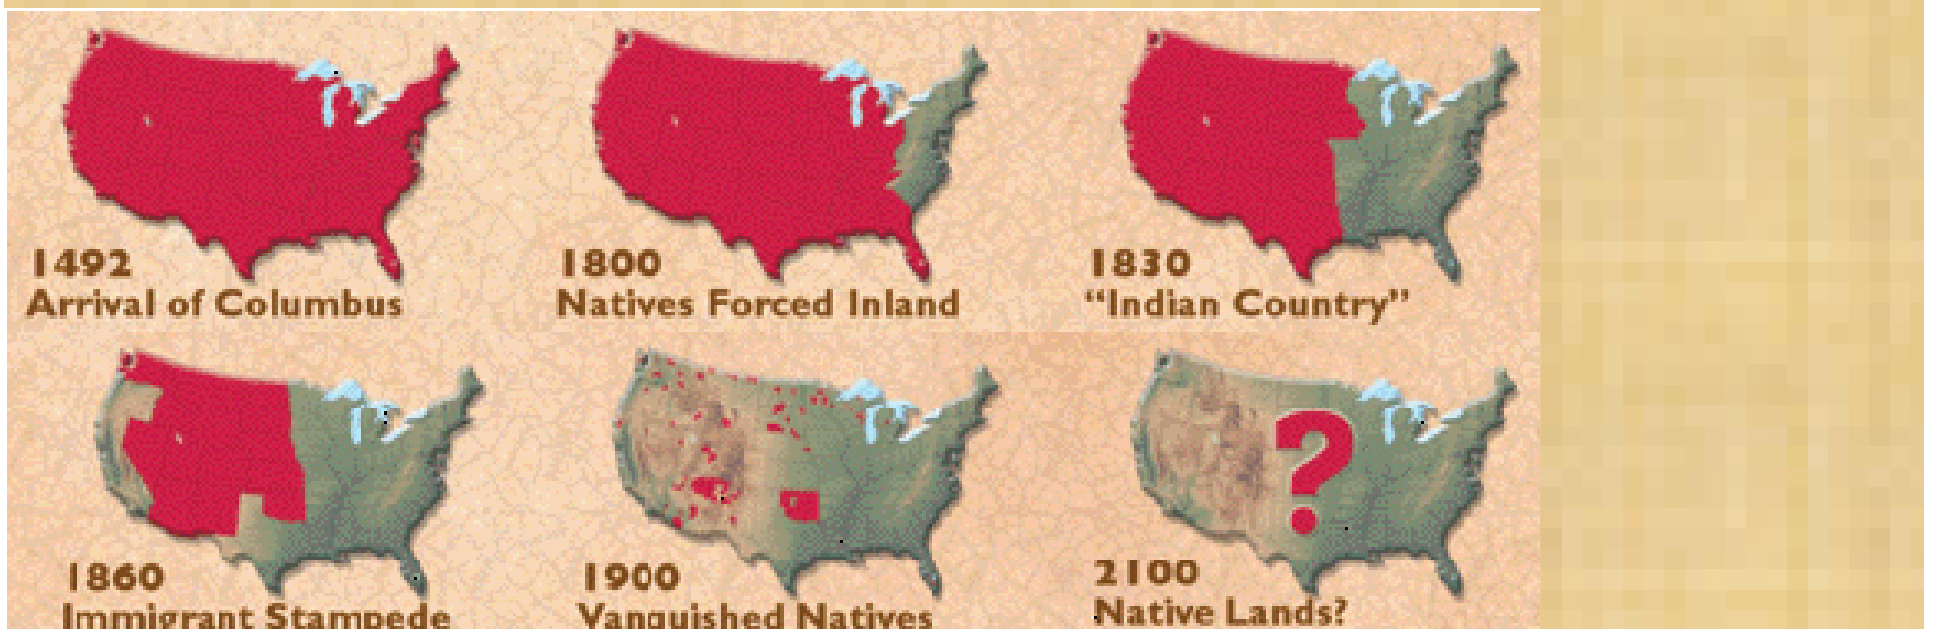 1492
Arrival of Columbus
1800
Natives Forced Inland
1830
“Indian Country”
1860
Immigrant Stampede
1900
Vanquished Natives
2100
Native Lands?
?